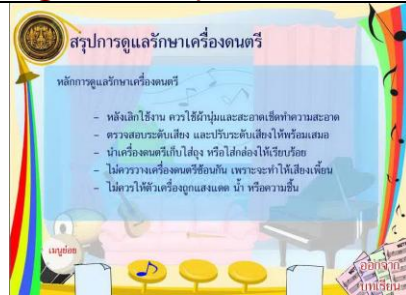 สรุปการดูแลรักษาเครื่องดนตรี
หลักการดูแลรักษาเครื่องดนตรี
- หลังเลิกใช้งาน ควรใช้ผ้านุ่มและสะอาดเช็ดทำความสะอาด
- ตรวจสอบระดับเสียง และปรับระดับเสียงให้พร้อมเสมอ
- นำเครื่องดนตรีเก็บใส่ถุง หรือใส่กล่องให้เรียบร้อย
- ไม่ควรวางเครื่องดนตรีซ้อนกัน เพราะจะทำให้เสียงเพี้ยน
- ไม่ควรให้ตัวเครื่องถูกแสงแดด น้ำ หรือความชื้น
เมนูย่อย
ออกจาก
บทเรียน